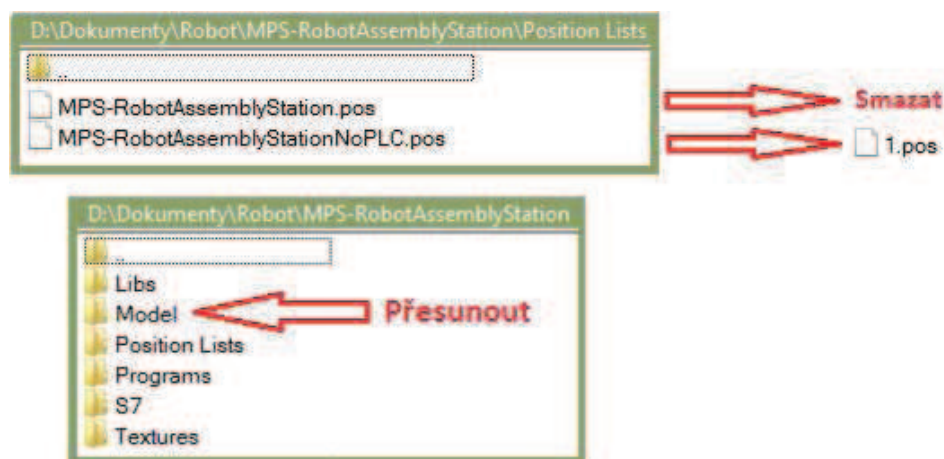 D:\Dokumenty\Robot\MPS-RobotAssemblyStation\Position Lists
..
MPS-RobotAssemblyStation.pos
Smazat
MPS-RobotAssemblyStationNoPLC.pos
1.pos
D:\Dokumenty\Robot\MPS-RobotAssemblyStation
..
Libs
Model
Přesunout
Position Lists
Programs
S7
Textures